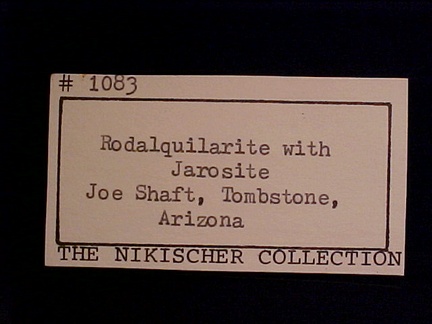 # 1083
Rodalquilarite with
Jarosite
Joe Shaft, Tombstone,
Arizona
THE NIKISCHER COLLECTION